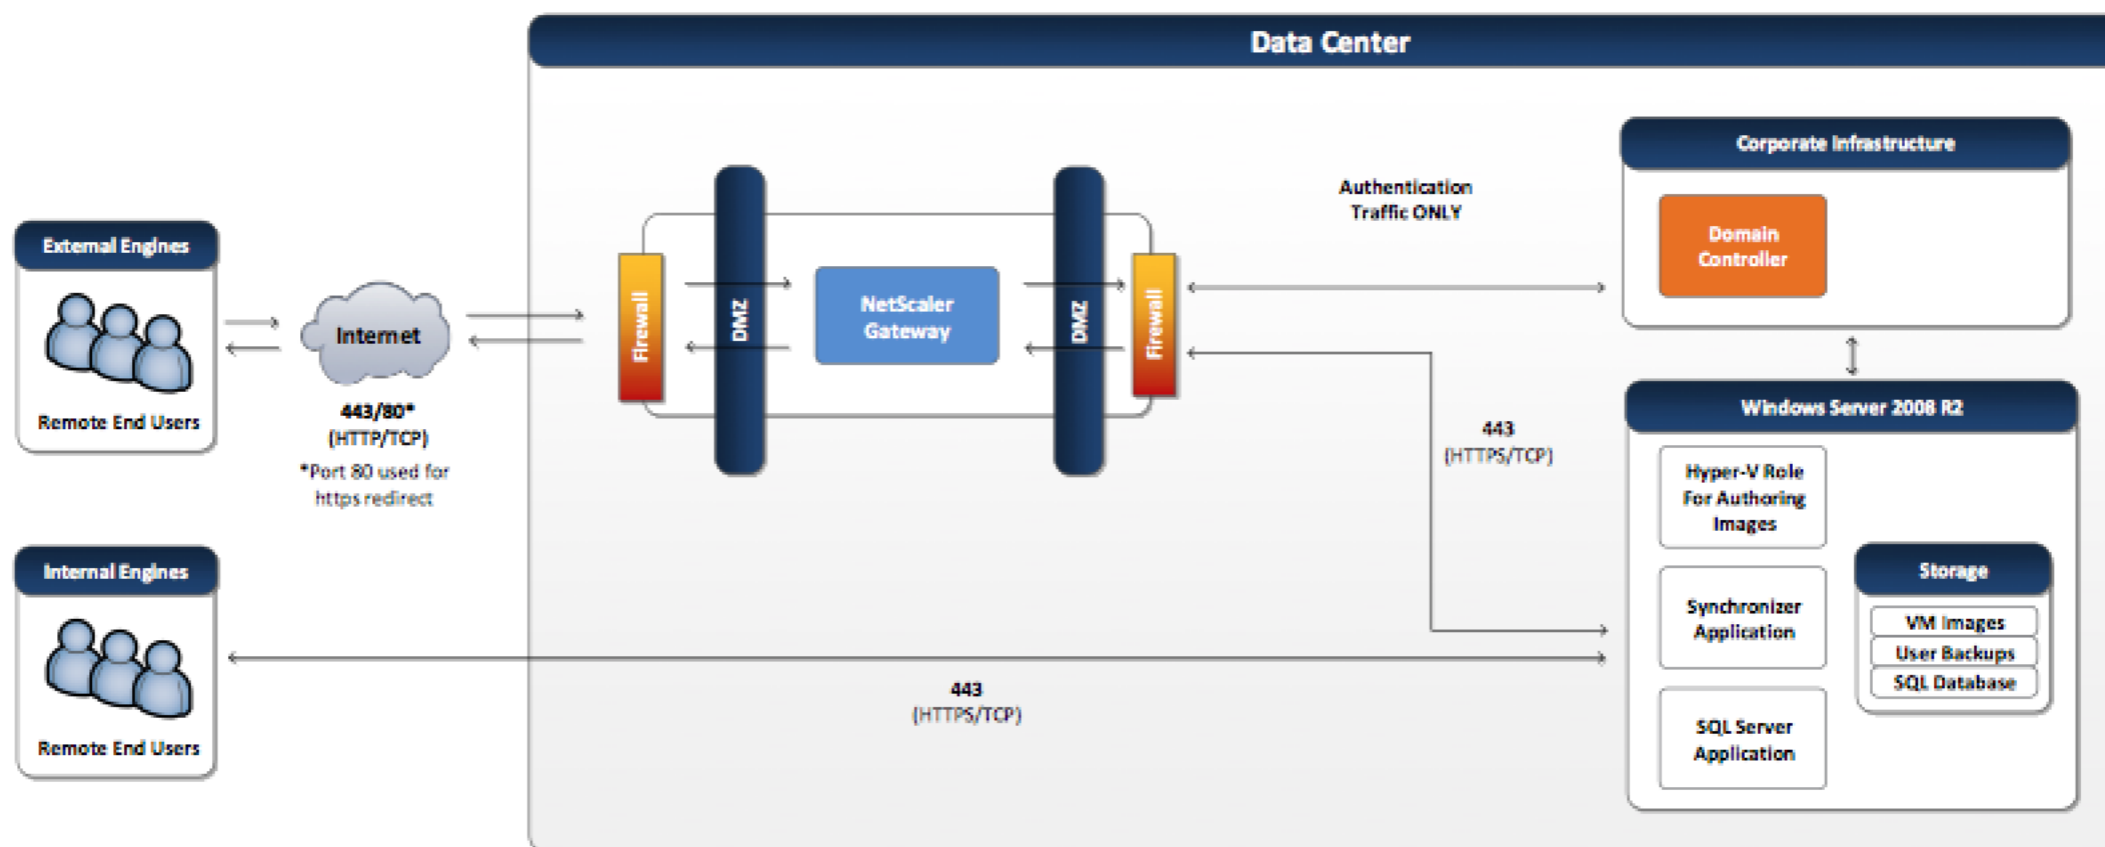 Data Center
External Engines
Remote End Users
Internet
443/80*
(HTTP/TCP)
*Port 80 used for
https redirect
Firewall
DMZ
NetScaler
Gateway
DMZ
Firewall
Authentication
Traffic ONLY
Corporate Infrastructure
Domain
Controller
443
(HTTPS/TCP)
Windows Server 2008 R2
Hyper-V Role
For Authoring
Images
Synchronizer
Application
SQL Server
Application
Storage
VM Images
User Backups
SQL Database
Internal Engines
Remote End Users
443
(HTTPS/TCP)